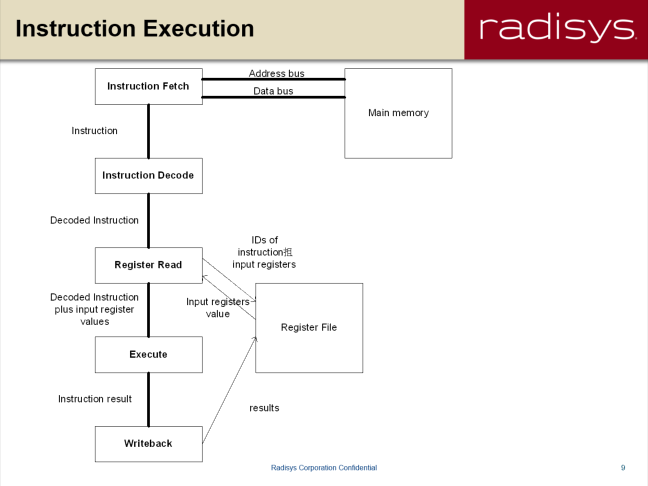 Instruction Execution
radisys.
Address bus
Instruction Fetch
Data bus
Main memory
Instruction
Instruction Decode
Decoded Instruction
IDs of
instruction担
input registers
Register Read
Decoded Instruction
plus input register
values
Input registers
value
Register File
Execute
Instruction result
results
Writeback
Radisys Corporation Confidential
9